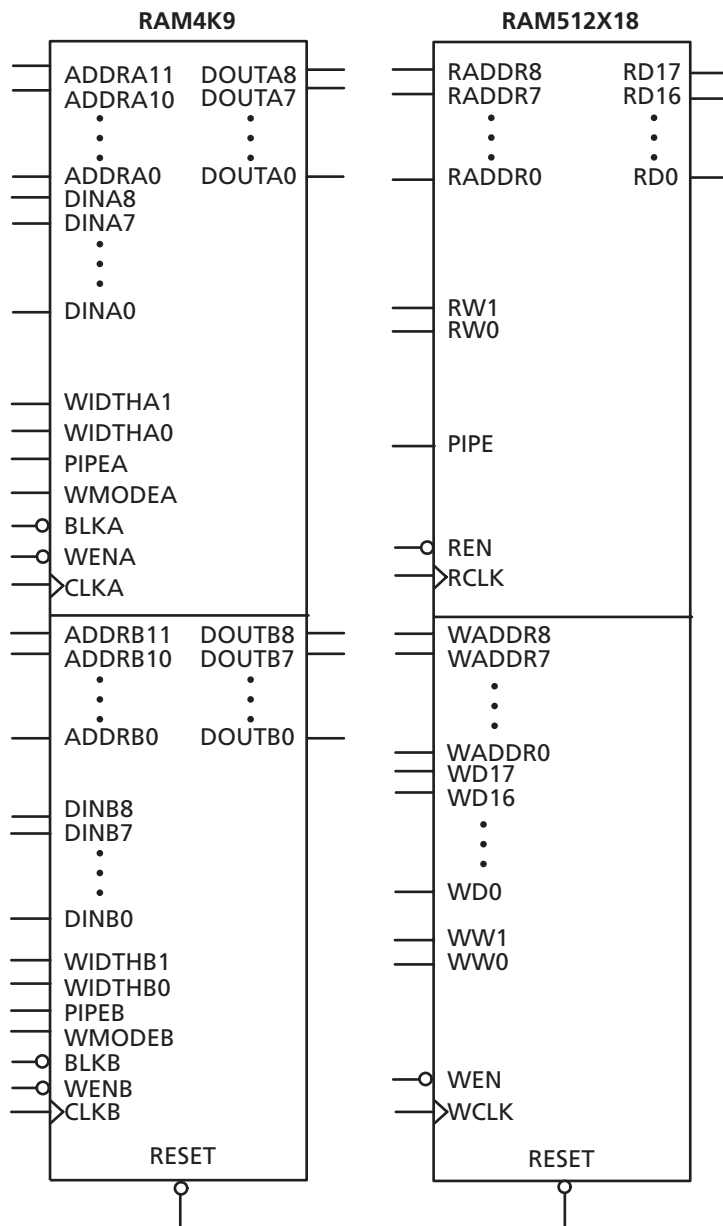 RAM4K9
ADDRA11 DOUTA8
ADDRA10 DOUTA7
ADDRA0 DOUTA0
DINA8
DINA7
DINA0
WIDTHA1
WIDTHA0
PIPEA
WMODEA
BLKA
WENA
CLKA
ADDRB11 DOUTB8
ADDRB10 DOUTB7
ADDRB0 DOUTB0
DINB8
DINB7
DINB0
WIDTHB1
WIDTHB0
PIPEB
WMODEB
BLKB
WENB
CLKB
RESET
RAM512X18
RADDR8 RD17
RADDR7 RD16
RADDR0 RD0
RW1
RW0
PIPE
REN
RCLK
WADDR8
WADDR7
WADDR0
WD17
WD16
WD0
WW1
WW0
WEN
WCLK
RESET